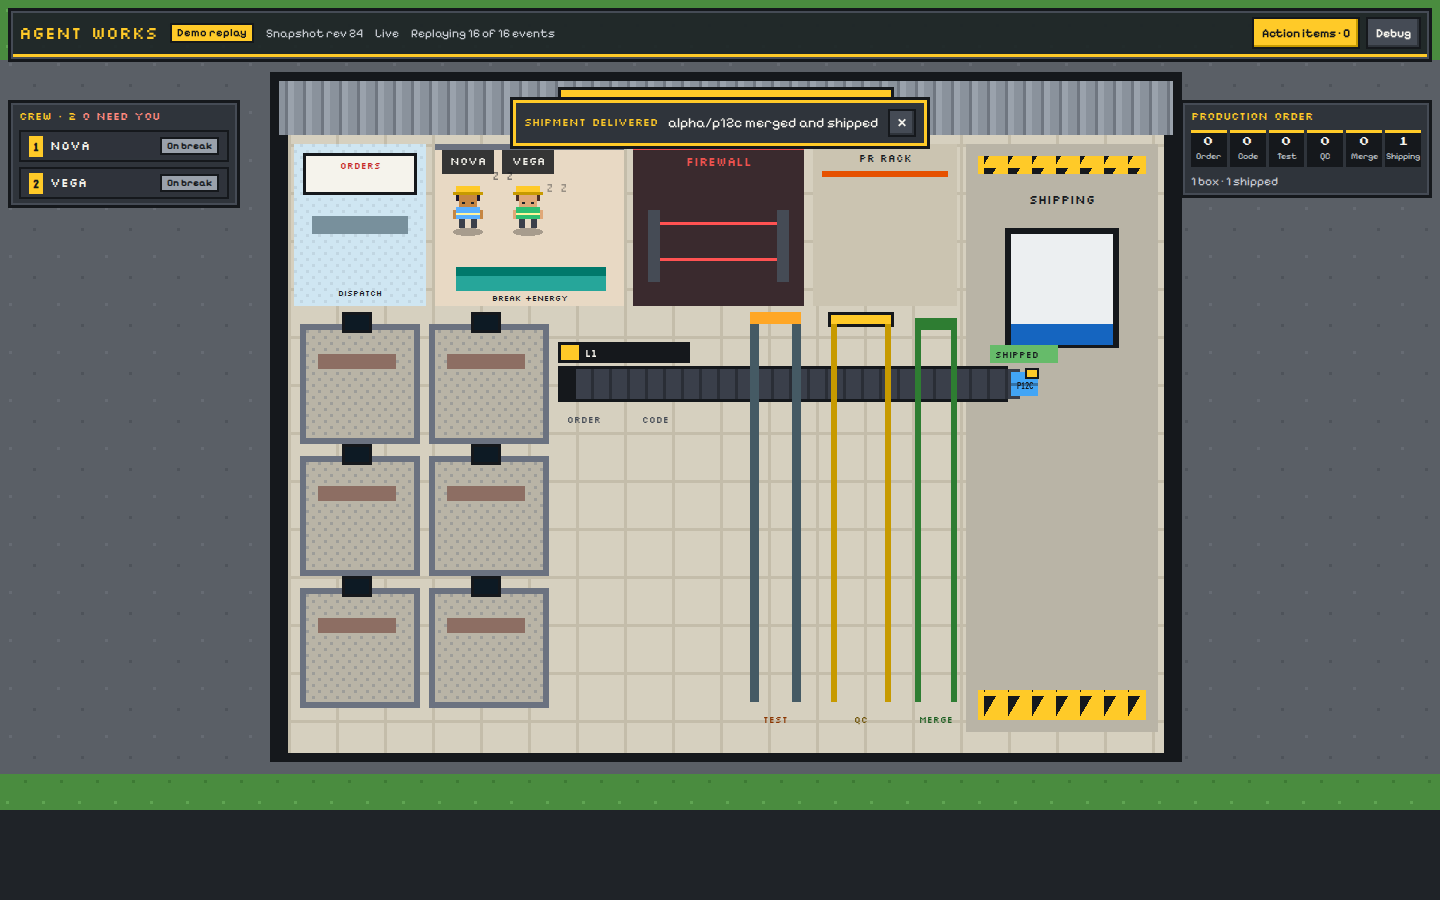 AGENT WORKS
Demo replay
Snapshot rev 34
Live
Replaying 16 of 16 events
Action items · 0
Debug
CREW · 2 0 NEED YOU
1 NOVA On break
2 VEGA On break
SHIPMENT DELIVERED alpha/p12c merged and shipped ×
PRODUCTION ORDER
0 0 0 0 0 1
Order Code Test QC Merge Shipping
1 box · 1 shipped
ORDERS
DISPATCH
NOVA
VEGA
Z Z
Z Z
BREAK +ENERGY
FIREWALL
PR RACK
SHIPPING
SHIPPED
P12C
L1
ORDER
CODE
TEST
QC
MERGE